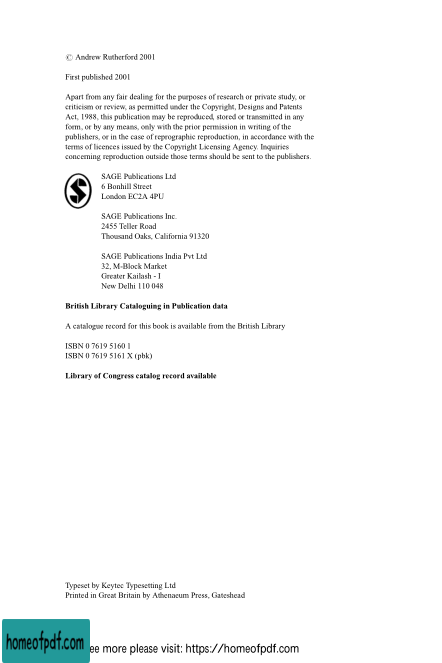 © Andrew Rutherford 2001
First published 2001
Apart from any fair dealing for the purposes of research or private study, or
criticism or review, as permitted under the Copyright, Designs and Patents
Act, 1988, this publication may be reproduced, stored or transmitted in any
form, or by any means, only with the prior permission in writing of the
publishers, or in the case of reprographic reproduction, in accordance with the
terms of licences issued by the Copyright Licensing Agency. Inquiries
concerning reproduction outside those terms should be sent to the publishers.
SAGE Publications Ltd
6 Bonhill Street
London EC2A 4PU
SAGE Publications Inc.
2455 Teller Road
Thousand Oaks, California 91320
SAGE Publications India Pvt Ltd
32, M-Block Market
Greater Kailash - I
New Delhi 110 048
British Library Cataloguing in Publication data
A catalogue record for this book is available from the British Library
ISBN 0 7619 5160 1
ISBN 0 7619 5161 X (pbk)
Library of Congress catalog record available
Typeset by Keytec Typesetting Ltd
Printed in Great Britain by Athenaeum Press, Gateshead
homeofpdf.com ee more please visit: https://homeofpdf.com